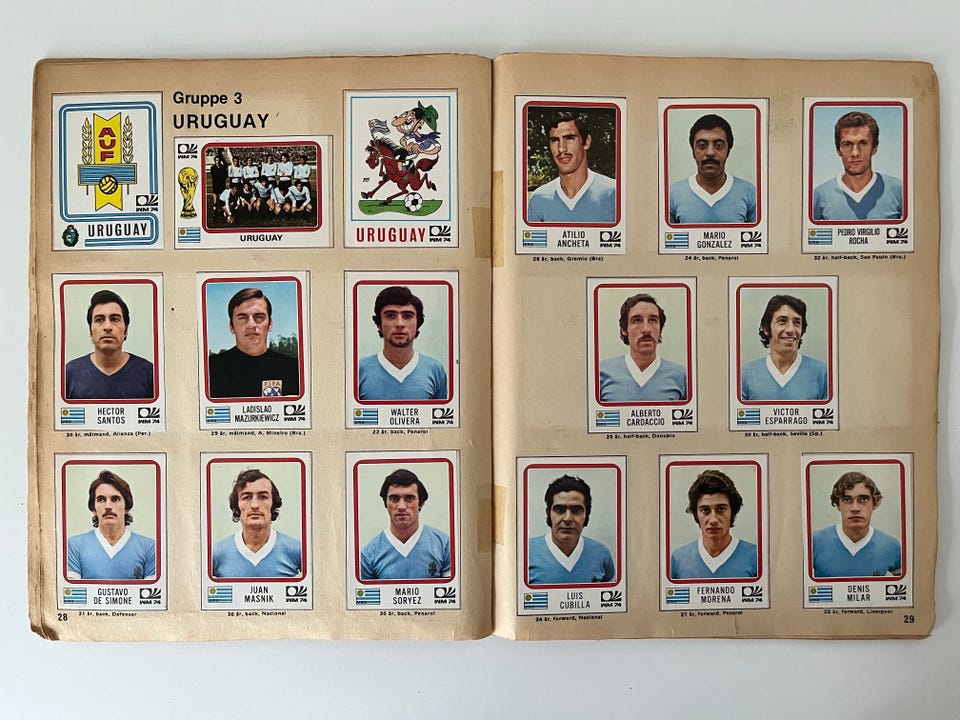 Gruppe 3
URUGUAY
AUF
WM 74
URUGUAY
WM 74
URUGUAY
URUGUAY
WM 74
HECTOR
SANTOS
WM 74
30 år, målmand, Alianza (Per.)
LADISLAO
MAZURKIEWICZ
FIFA
WM 74
29 år, målmand, A. Mineiro (Bra.)
WALTER
OLIVERA
WM 74
22 år, back, Penarol
GUSTAVO
DE SIMONE
WM 74
21 år, back, Defensor
JUAN
MASNIK
WM 74
30 år, back, Nacional
MARIO
SORYEZ
WM 74
30 år, back, Penarol
28
ATILIO
ANCHETA
WM 74
26 år, back, Gremio (Bra)
MARIO
GONZALEZ
WM 74
24 år, back, Penarol
PEDRO VIRGILIO
ROCHA
WM 74
32 år, half-back, Sao Paulo (Bra.)
ALBERTO
CARDACCIO
WM 74
25 år, half-back, Danubio
VICTOR
ESPARRAGO
WM 74
30 år, half-back, Sevilla (Sp.)
LUIS
CUBILLA
WM 74
34 år, forward, Nacional
FERNANDO
MORENA
WM 74
21 år, forward, Penarol
DENIS
MILAR
WM 74
22 år, forward, Liverpool
29